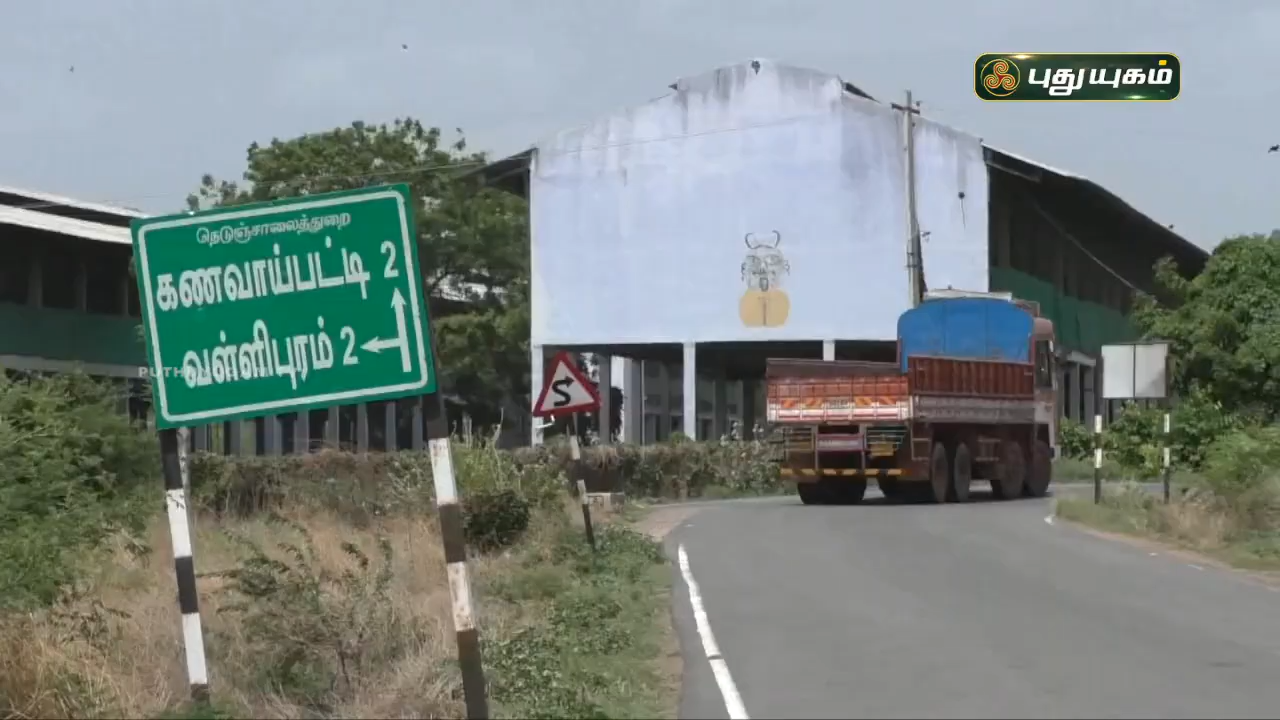 புதுயுகம்
நெடுஞ்சாலைத்துறை
கணவாய்பட்டி 2
வள்ளிபுரம் 2